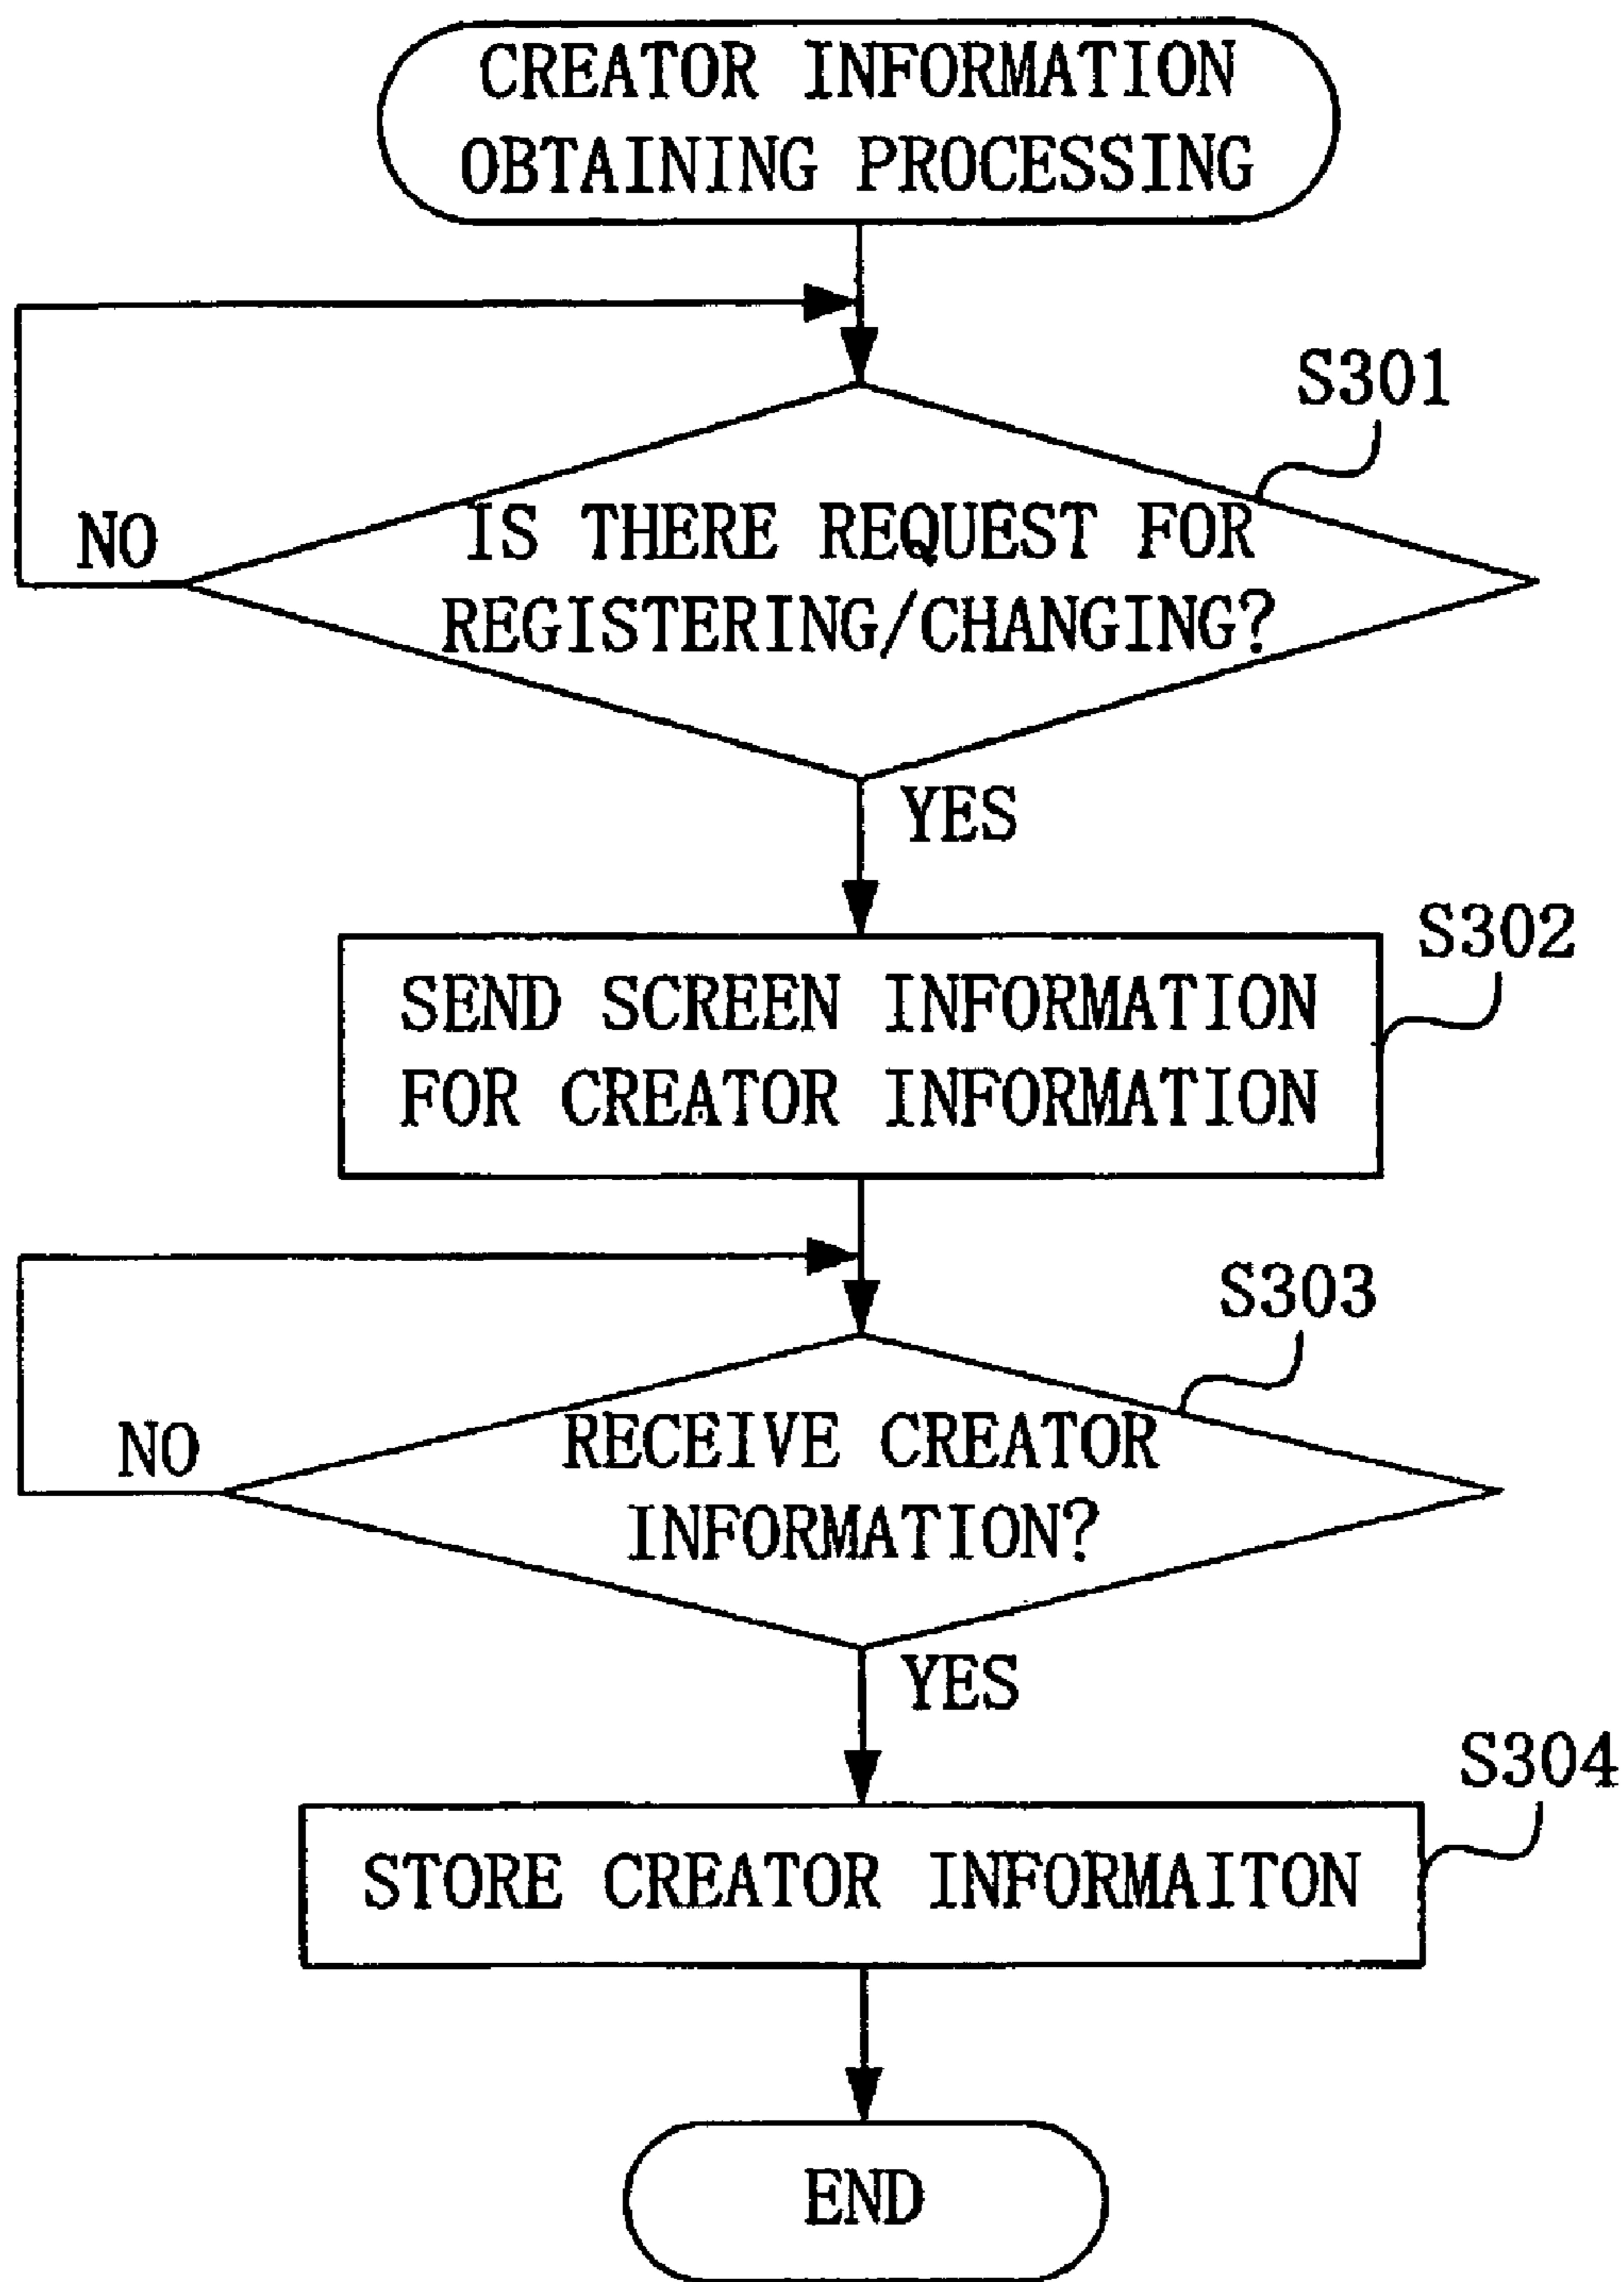 CREATOR INFORMATION
OBTAINING PROCESSING
S301
IS THERE REQUEST FOR
REGISTERING/CHANGING?
NO
YES
S302
SEND SCREEN INFORMATION
FOR CREATOR INFORMATION
S303
RECEIVE CREATOR
INFORMATION?
NO
YES
S304
STORE CREATOR INFORMAITON
END